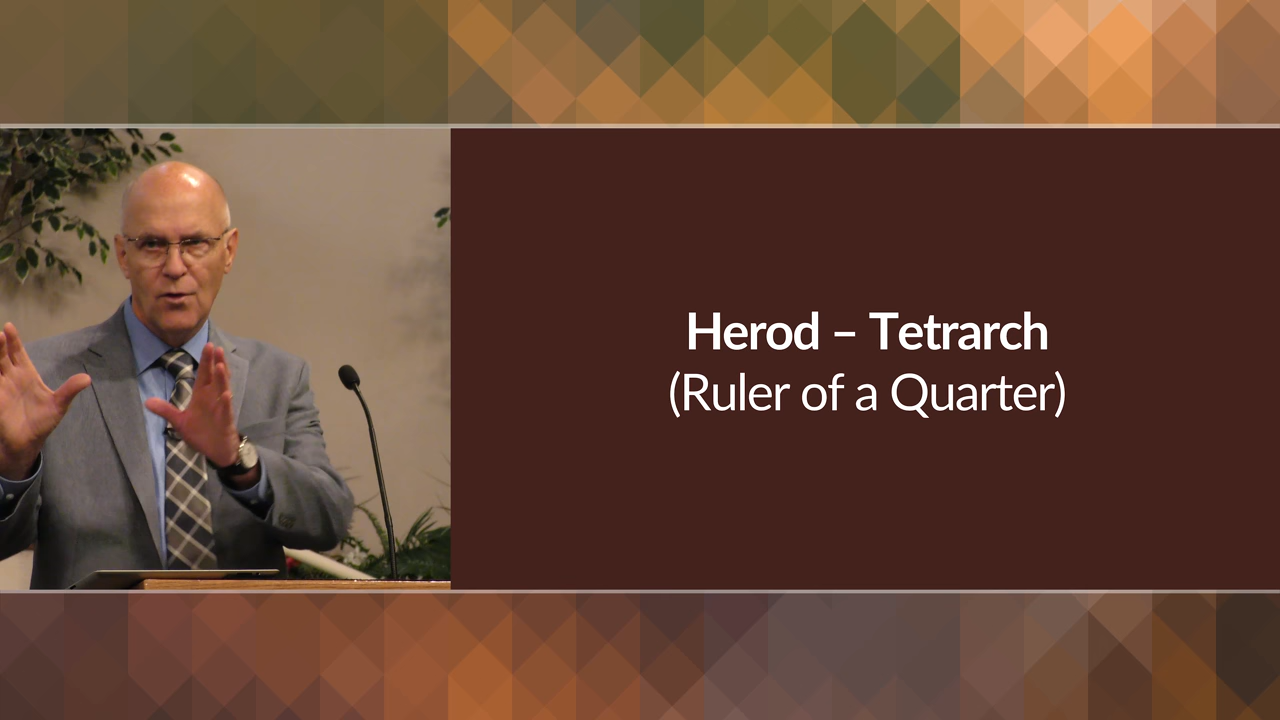 Herod – Tetrarch
(Ruler of a Quarter)